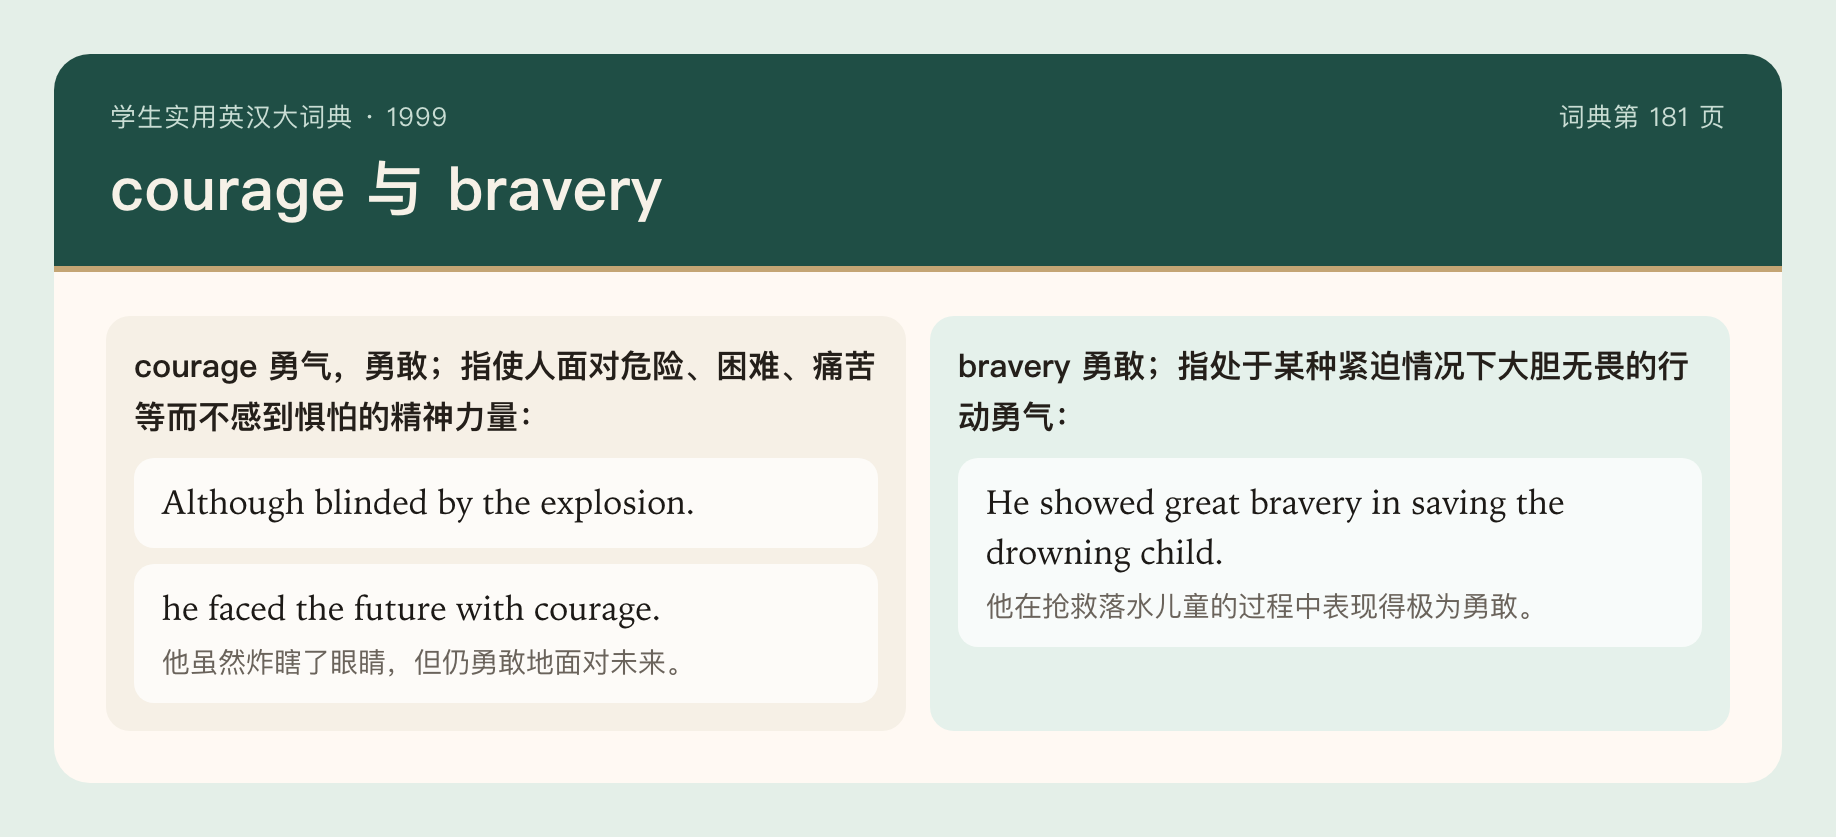 学生实用英汉大词典 · 1999
词典第 181 页
courage 与 bravery
courage 勇气，勇敢；指使人面对危险、困难、痛苦
等而不感到惧怕的精神力量：
Although blinded by the explosion.
he faced the future with courage.
他虽然炸瞎了眼睛，但仍勇敢地面对未来。
bravery 勇敢；指处于某种紧迫情况下大胆无畏的行
动勇气：
He showed great bravery in saving the
drowning child.
他在抢救落水儿童的过程中表现得极为勇敢。